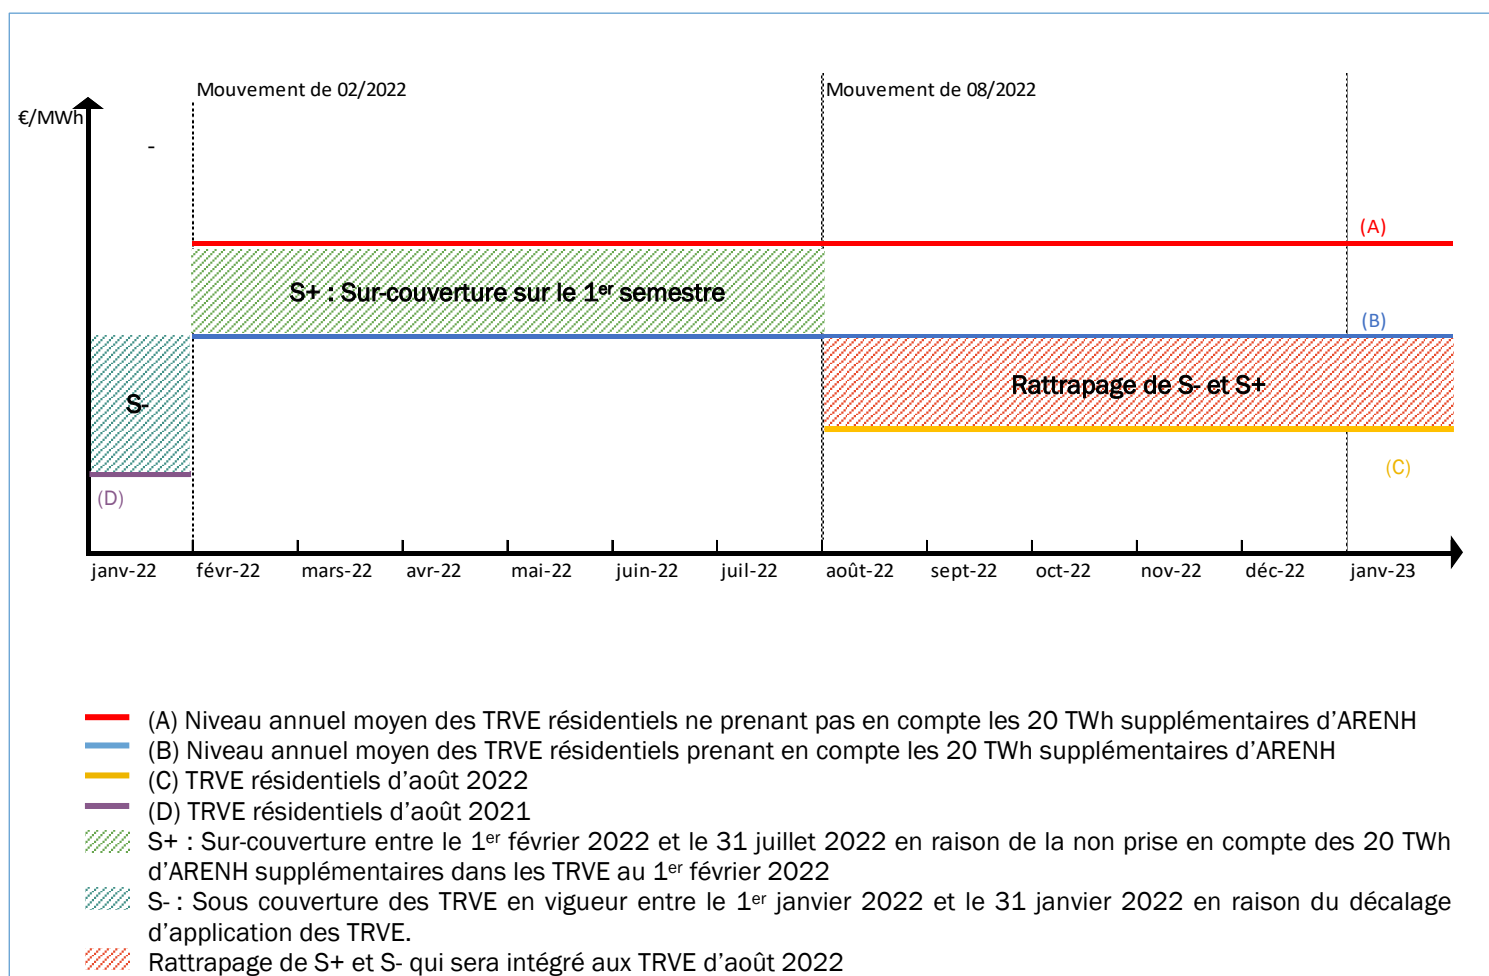 Mouvement de 02/2022
Mouvement de 08/2022
€/MWh
-
(A)
S+ : Sur-couverture sur le 1er semestre
(B)
S-
Rattrapage de S- et S+
(C)
(D)
janv-22 févr-22 mars-22 avr-22 mai-22 juin-22 juil-22 août-22 sept-22 oct-22 nov-22 déc-22 janv-23
(A) Niveau annuel moyen des TRVE résidentiels ne prenant pas en compte les 20 TWh supplémentaires d’ARENH
(B) Niveau annuel moyen des TRVE résidentiels prenant en compte les 20 TWh supplémentaires d’ARENH
(C) TRVE résidentiels d’août 2022
(D) TRVE résidentiels d’août 2021
S+ : Sur-couverture entre le 1er février 2022 et le 31 juillet 2022 en raison de la non prise en compte des 20 TWh
d’ARENH supplémentaires dans les TRVE au 1er février 2022
S- : Sous couverture des TRVE en vigueur entre le 1er janvier 2022 et le 31 janvier 2022 en raison du décalage
d’application des TRVE.
Rattrapage de S+ et S- qui sera intégré aux TRVE d’août 2022